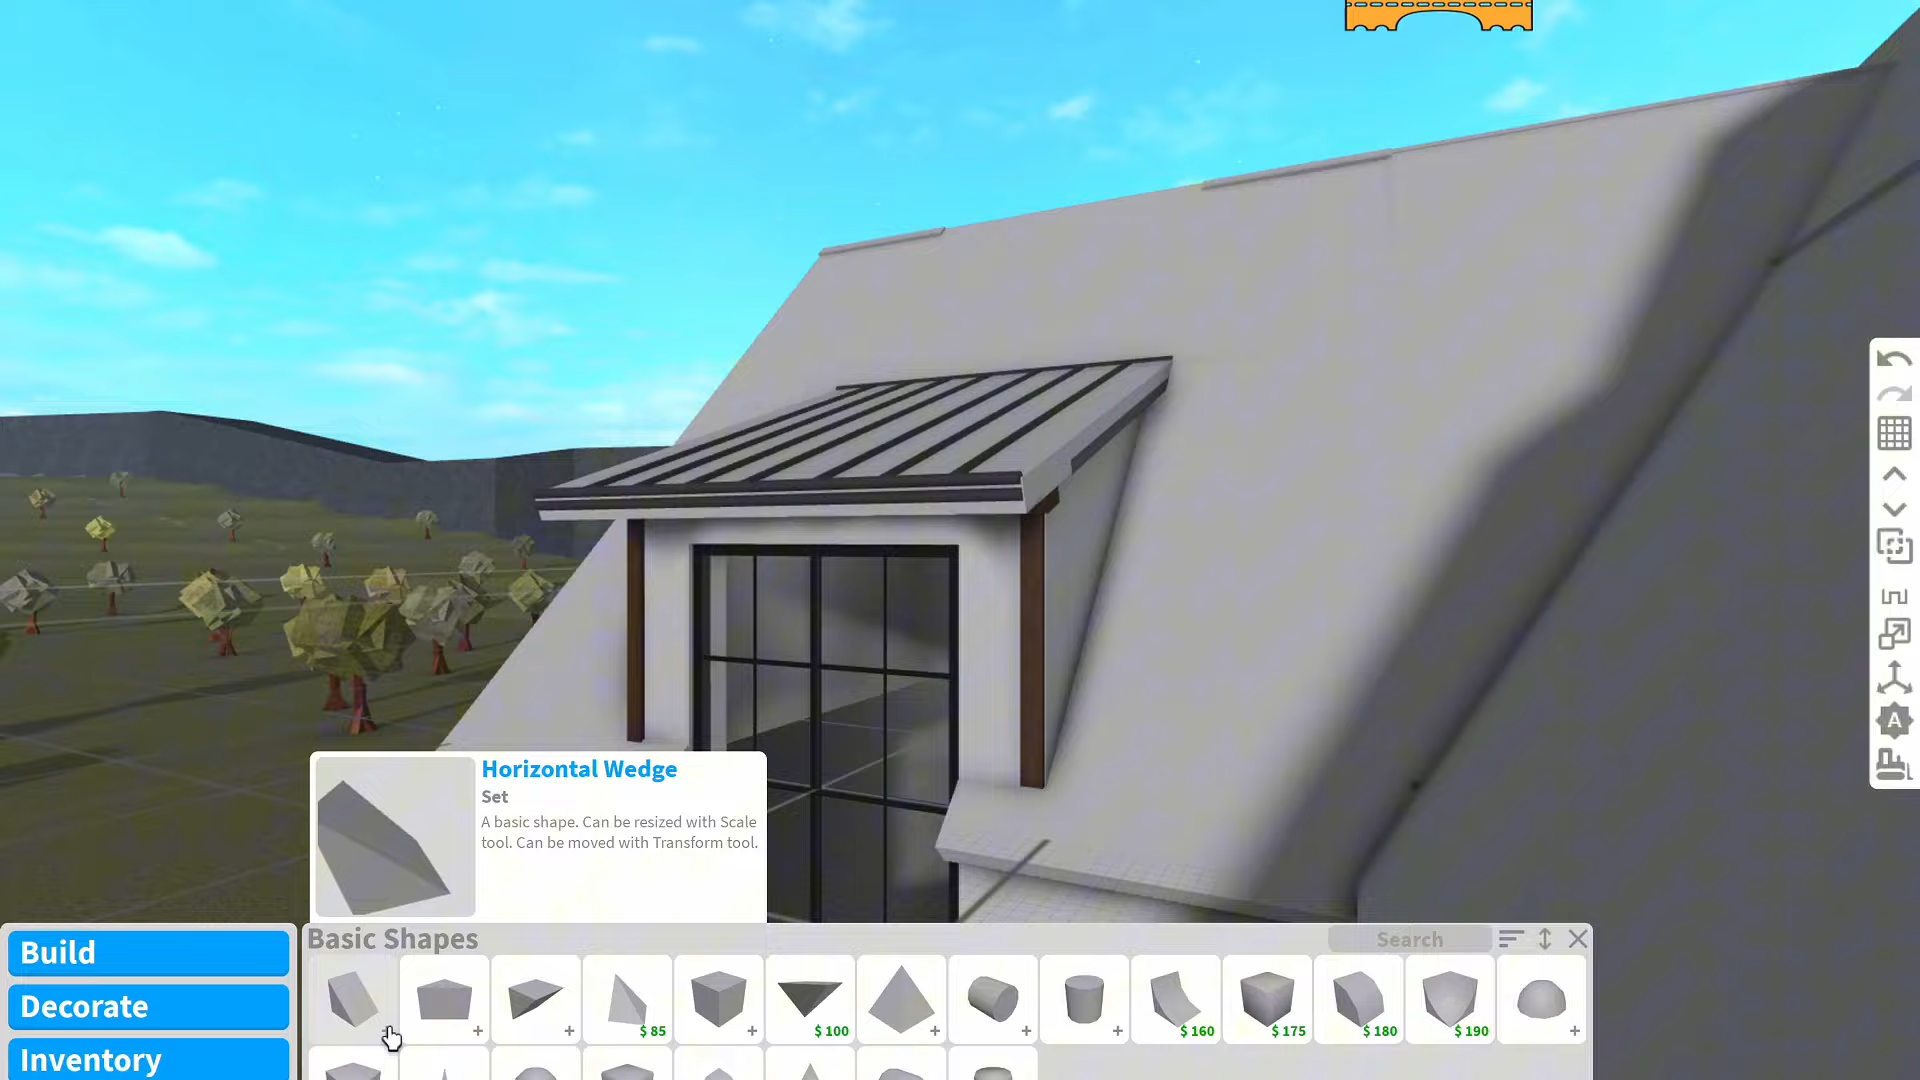 Horizontal Wedge
Set
A basic shape. Can be resized with Scale
tool. Can be moved with Transform tool.
Build
Decorate
Inventory
Basic Shapes
Search
+ + + $ 85 + $ 100 + + + $ 160 $ 175 $ 180 $ 190 +
A